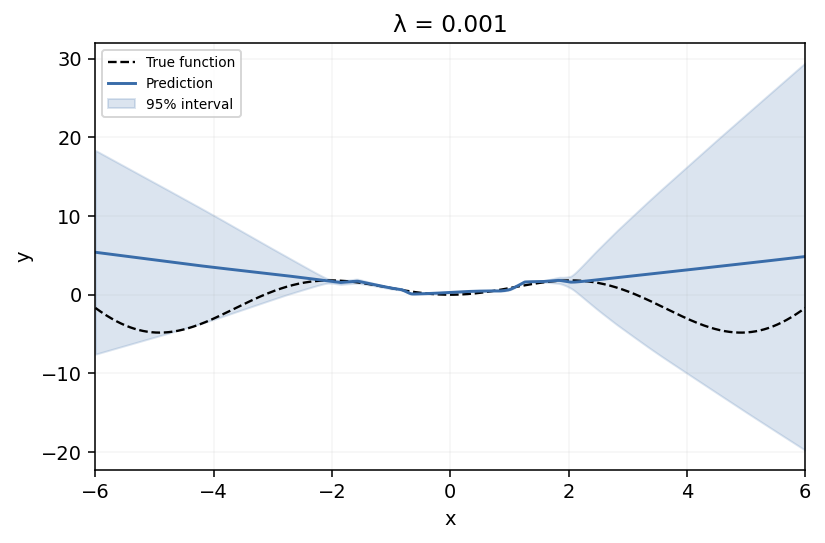 λ = 0.001
True function
Prediction
95% interval
30
20
10
0
−10
−20
y
−6 −4 −2 0 2 4 6
x